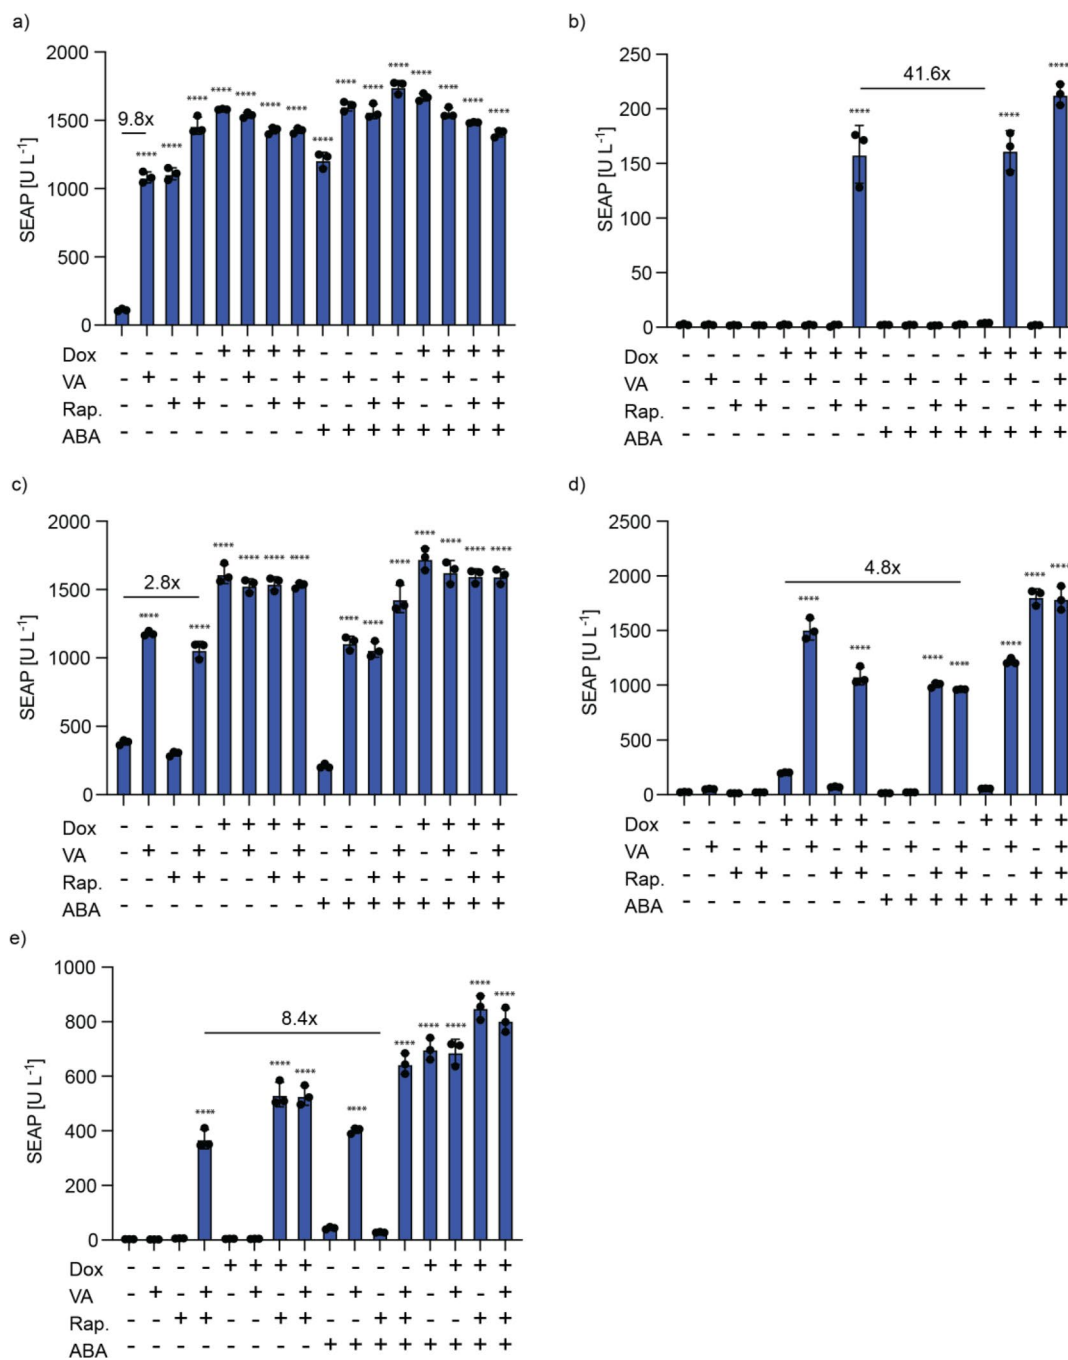 a)
SEAP [U L⁻¹]
2000
1500
1000
500
0
9.8x
**** **** **** **** **** **** **** **** **** **** **** **** **** **** ****
Dox - - - - + + + + - - - - + + + +
VA - + - + - + - + - + - + - + - +
Rap. - - + + - - + + - - + + - - + +
ABA - - - - - - - - + + + + + + + +
b)
SEAP [U L⁻¹]
250
200
150
100
50
0
41.6x
**** **** ****
Dox - - - - + + + + - - - - + + + +
VA - + - + - + - + - + - + - + - +
Rap. - - + + - - + + - - + + - - + +
ABA - - - - - - - - + + + + + + + +
c)
SEAP [U L⁻¹]
2000
1500
1000
500
0
2.8x
**** **** **** **** **** **** **** **** **** **** **** **** ****
Dox - - - - + + + + - - - - + + + +
VA - + - + - + - + - + - + - + - +
Rap. - - + + - - + + - - + + - - + +
ABA - - - - - - - - + + + + + + + +
d)
SEAP [U L⁻¹]
2500
2000
1500
1000
500
0
4.8x
**** **** **** **** **** **** ****
Dox - - - - + + + + - - - - + + + +
VA - + - + - + - + - + - + - + - +
Rap. - - + + - - + + - - + + - - + +
ABA - - - - - - - - + + + + + + + +
e)
SEAP [U L⁻¹]
1000
800
600
400
200
0
8.4x
**** **** **** **** **** **** **** **** ****
Dox - - - - + + + + - - - - + + + +
VA - + - + - + - + - + - + - + - +
Rap. - - + + - - + + - - + + - - + +
ABA - - - - - - - - + + + + + + + +